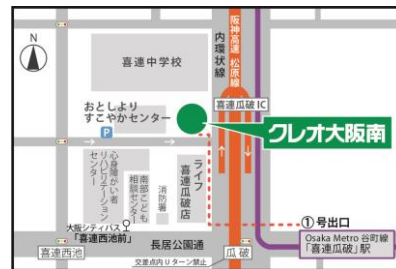 N
喜連中学校
内環状線
阪神高速 松原線
おとしより
すこやかセンター
喜連瓜破IC
クレオ大阪南
P
心身障がい者
リハビリテーション
センター
南部こども
相談センター
消防署
ライフ
喜連瓜破店
①号出口
Osaka Metro 谷町線
「喜連瓜破」駅
大阪シティバス
「喜連西池前」
長居公園通
喜連西池
瓜破
交差点内Uターン禁止